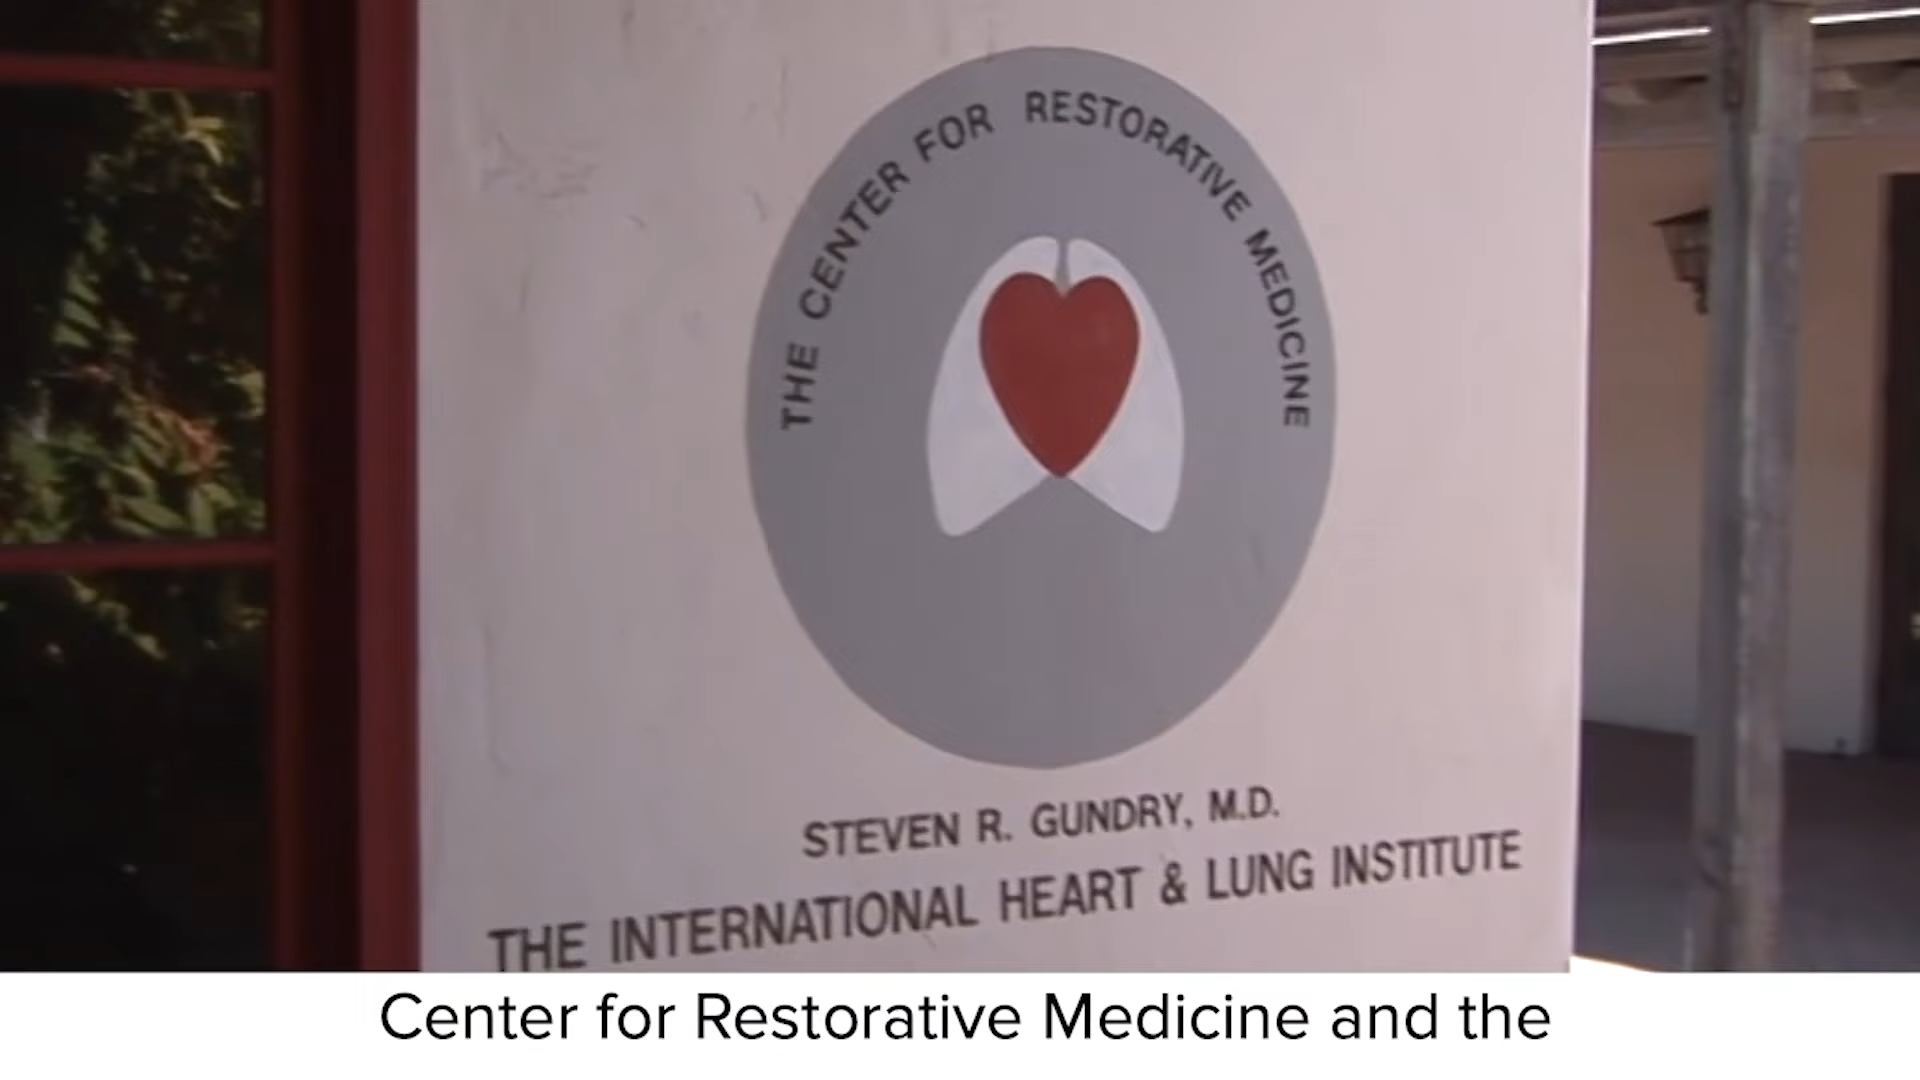 THE CENTER FOR RESTORATIVE MEDICINE
STEVEN R. GUNDRY, M.D.
THE INTERNATIONAL HEART & LUNG INSTITUTE
Center for Restorative Medicine and the